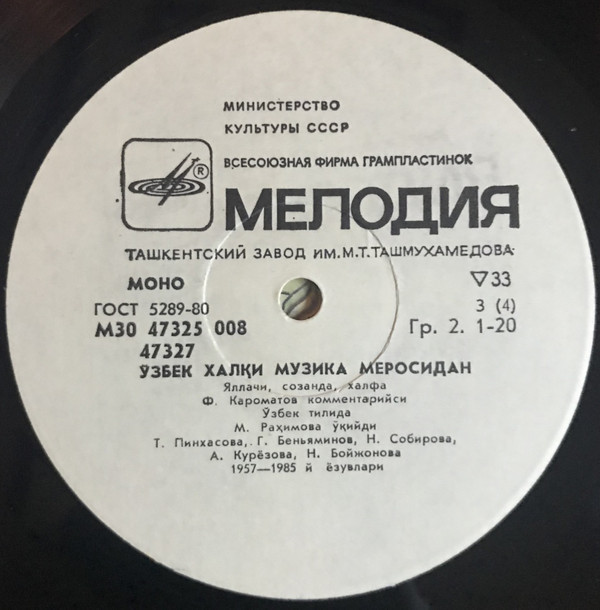 МИНИСТЕРСТВО
КУЛЬТУРЫ СССР
ВСЕСОЮЗНАЯ ФИРМА ГРАМПЛАСТИНОК
®
МЕЛОДИЯ
ТАШКЕНТСКИЙ ЗАВОД ИМ.М.Т.ТАШМУХАМЕДОВА
МОНО ▽33
ГОСТ 5289-80 3 (4)
М30 47325 008 Гр. 2. 1-20
47327
ЎЗБЕК ХАЛҚИ МУЗИКА МЕРОСИДАН
Яллачи, созанда, халфа
Ф. Кароматов комментарийси
Ўзбек тилида
М. Раҳимова ўқийди
Т. Пинхасова, Г. Беньяминов, Н. Собирова,
А. Курёзова, Н. Бойжонова
1957—1985 й ёзувлари